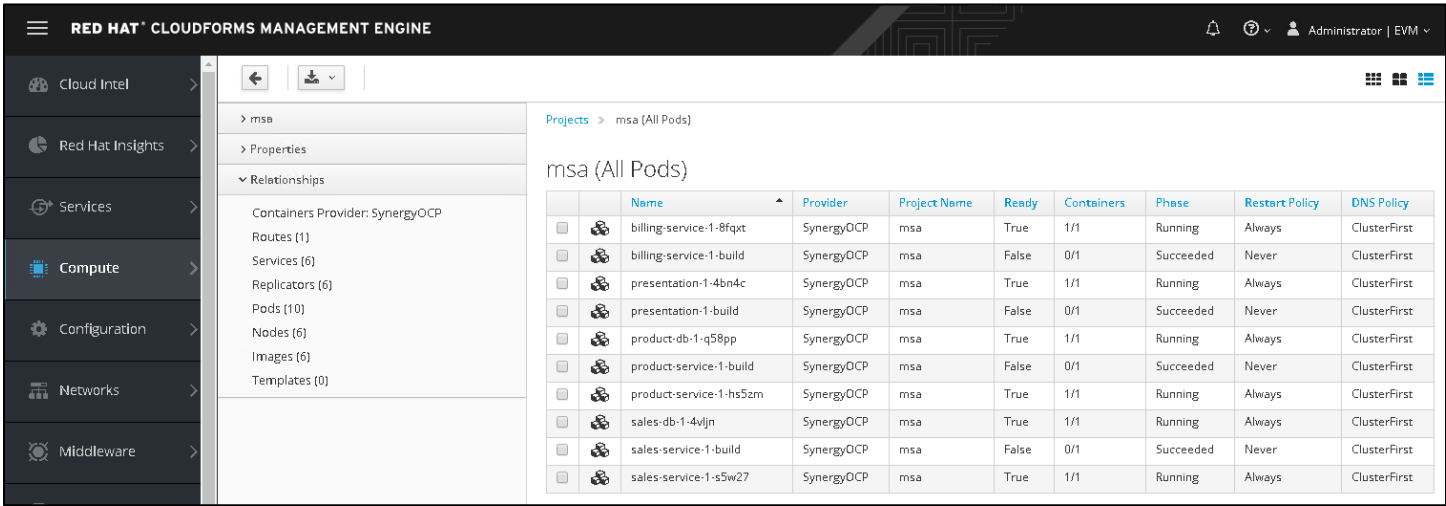 RED HAT® CLOUDFORMS MANAGEMENT ENGINE
Administrator | EVM
Cloud Intel
Red Hat Insights
Services
Compute
Configuration
Networks
Middleware
msa
Properties
Relationships
Containers Provider: SynergyOCP
Routes (1)
Services (6)
Replicators (6)
Pods (10)
Nodes (6)
Images (6)
Templates (0)
Projects » msa (All Pods)
msa (All Pods)
Name Provider Project Name Ready Containers Phase Restart Policy DNS Policy
billing-service-1-8fqxt SynergyOCP msa True 1/1 Running Always ClusterFirst
billing-service-1-build SynergyOCP msa False 0/1 Succeeded Never ClusterFirst
presentation-1-4bn4c SynergyOCP msa True 1/1 Running Always ClusterFirst
presentation-1-build SynergyOCP msa False 0/1 Succeeded Never ClusterFirst
product-db-1-q58pp SynergyOCP msa True 1/1 Running Always ClusterFirst
product-service-1-build SynergyOCP msa False 0/1 Succeeded Never ClusterFirst
product-service-1-hs5zm SynergyOCP msa True 1/1 Running Always ClusterFirst
sales-db-1-4vljn SynergyOCP msa True 1/1 Running Always ClusterFirst
sales-service-1-build SynergyOCP msa False 0/1 Succeeded Never ClusterFirst
sales-service-1-s5w27 SynergyOCP msa True 1/1 Running Always ClusterFirst